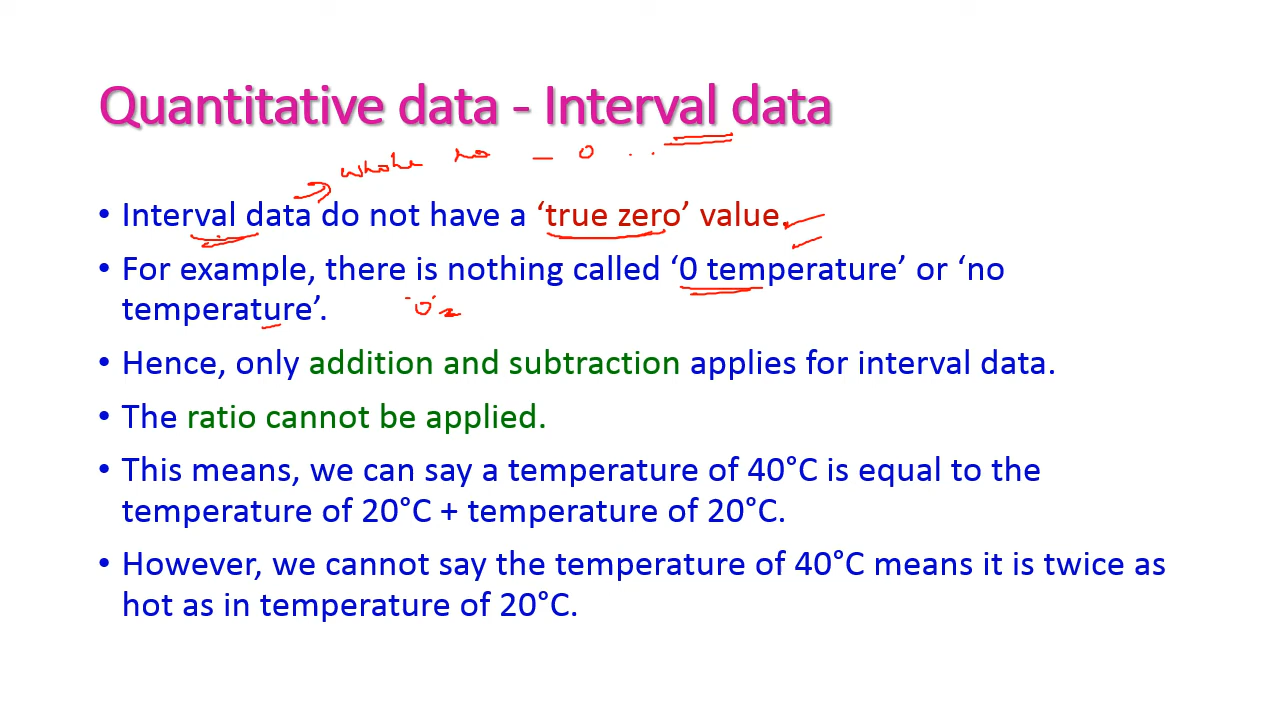 Quantitative data - Interval data
whole no - 0 ..
• Interval data do not have a ‘true zero’ value.
• For example, there is nothing called ‘0 temperature’ or ‘no
temperature’.
• Hence, only addition and subtraction applies for interval data.
• The ratio cannot be applied.
• This means, we can say a temperature of 40°C is equal to the
temperature of 20°C + temperature of 20°C.
• However, we cannot say the temperature of 40°C means it is twice as
hot as in temperature of 20°C.